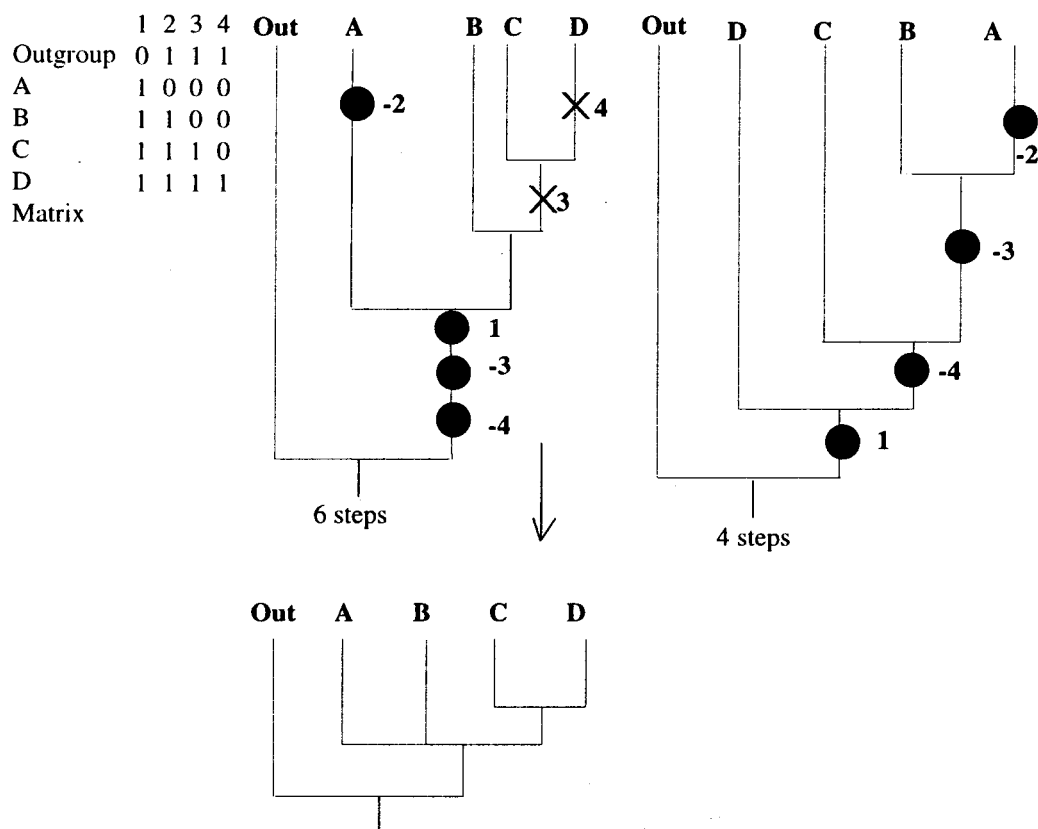 1 2 3 4
Outgroup 0 1 1 1
A 1 0 0 0
B 1 1 0 0
C 1 1 1 0
D 1 1 1 1
Matrix
Out A B C D
-2
4
3
1
-3
-4
6 steps
Out D C B A
-2
-3
-4
1
4 steps
Out A B C D